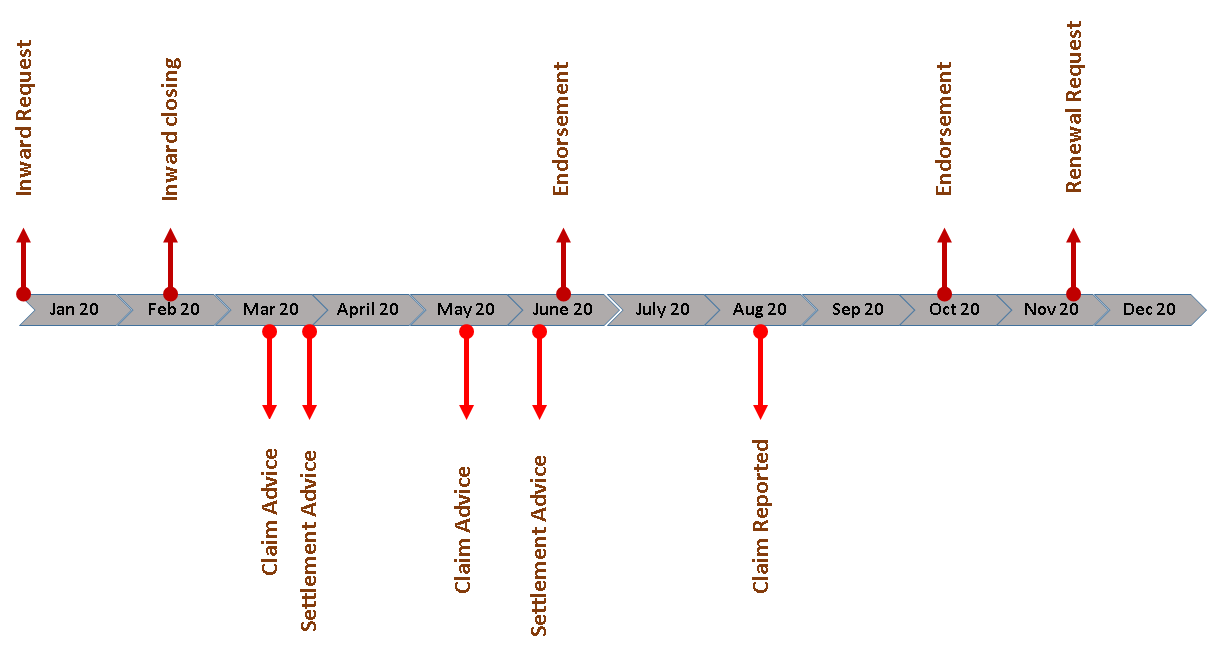 Inward Request
Inward closing
Endorsement
Endorsement
Renewal Request
Jan 20
Feb 20
Mar 20
April 20
May 20
June 20
July 20
Aug 20
Sep 20
Oct 20
Nov 20
Dec 20
Claim Advice
Settlement Advice
Claim Advice
Settlement Advice
Claim Reported